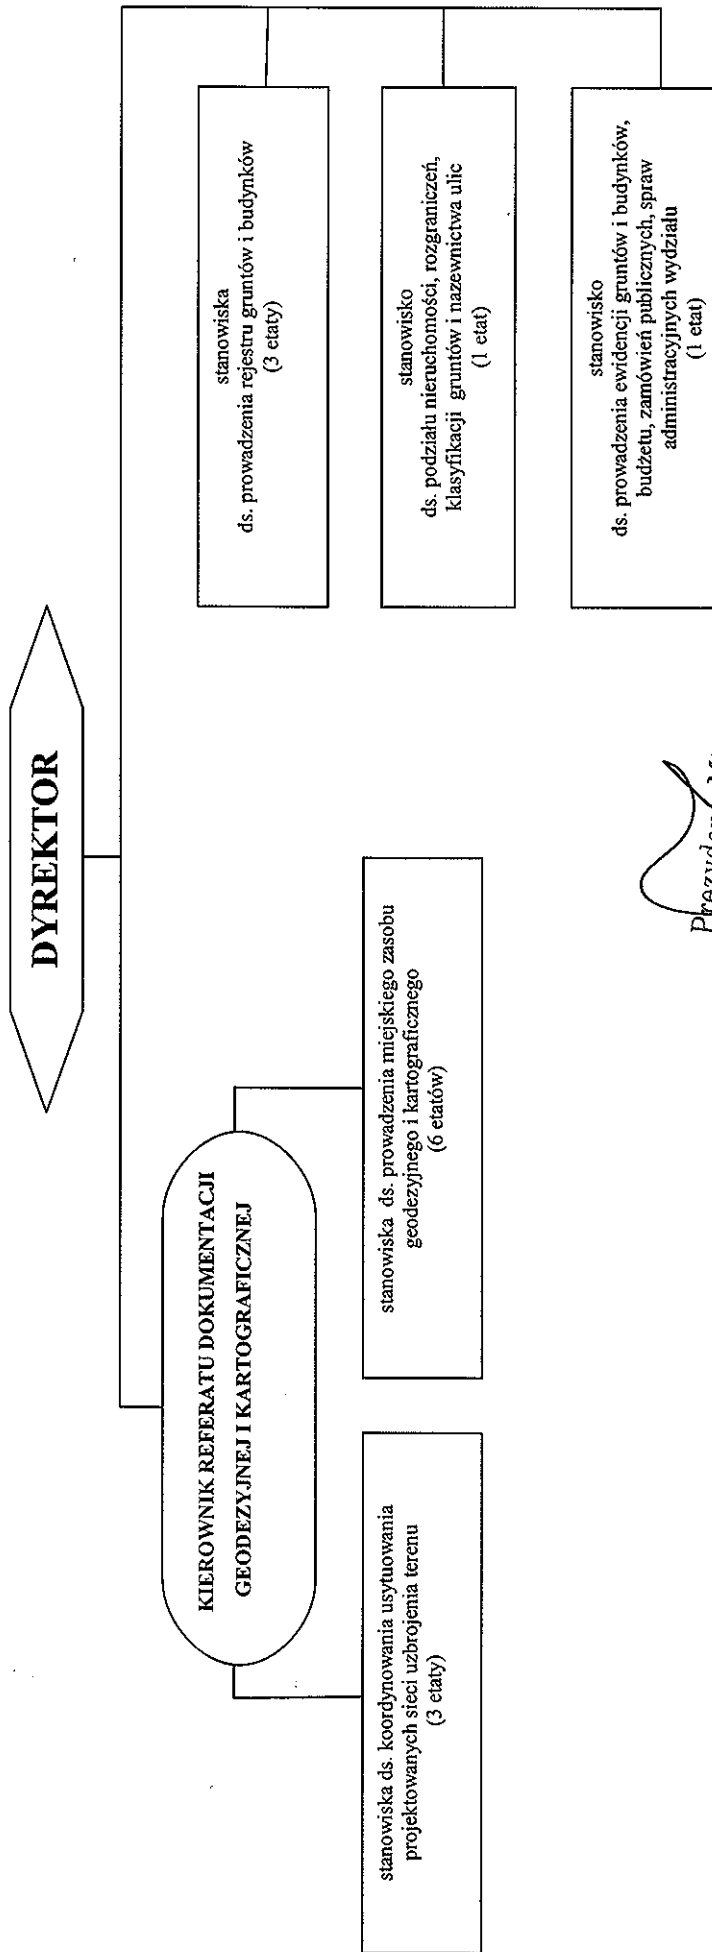 DYREKTOR
KIEROWNIK REFERATU DOKUMENTACJI
GEODEZYJNEJ I KARTOGRAFICZNEJ
stanowiska ds. koordynowania usytuowania
projektowanych sieci uzbrojenia terenu
(3 etaty)
stanowiska ds. prowadzenia miejskiego zasobu
geodezyjnego i kartograficznego
(6 etatów)
stanowiska
ds. prowadzenia rejestru gruntów i budynków
(3 etaty)
stanowisko
ds. podziału nieruchomości, rozgraniczeń,
klasyfikacji gruntów i nazewnictwa ulic
(1 etat)
stanowisko
ds. prowadzenia ewidencji gruntów i budynków,
budżetu, zamówień publicznych, spraw
administracyjnych wydziału
(1 etat)